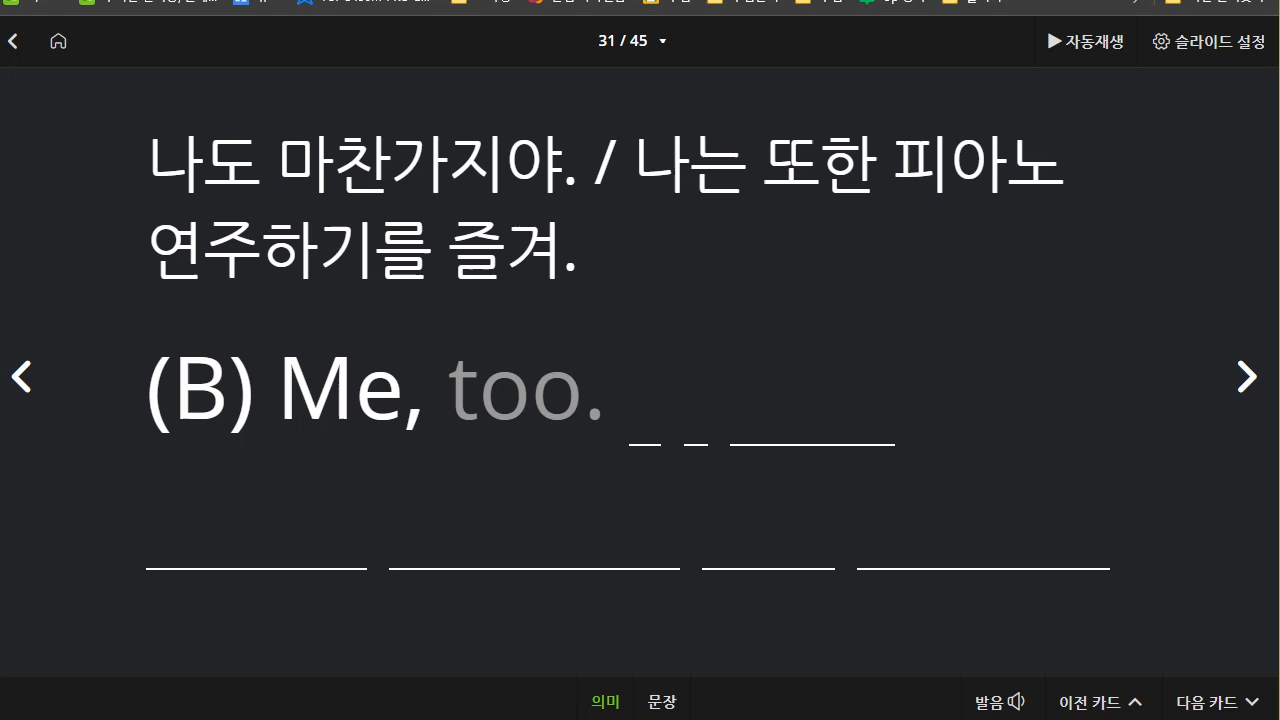 31 / 45
자동재생
슬라이드 설정
나도 마찬가지야. / 나는 또한 피아노
연주하기를 즐겨.
(B) Me, too. / 
의미
문장
발음
이전 카드
다음 카드